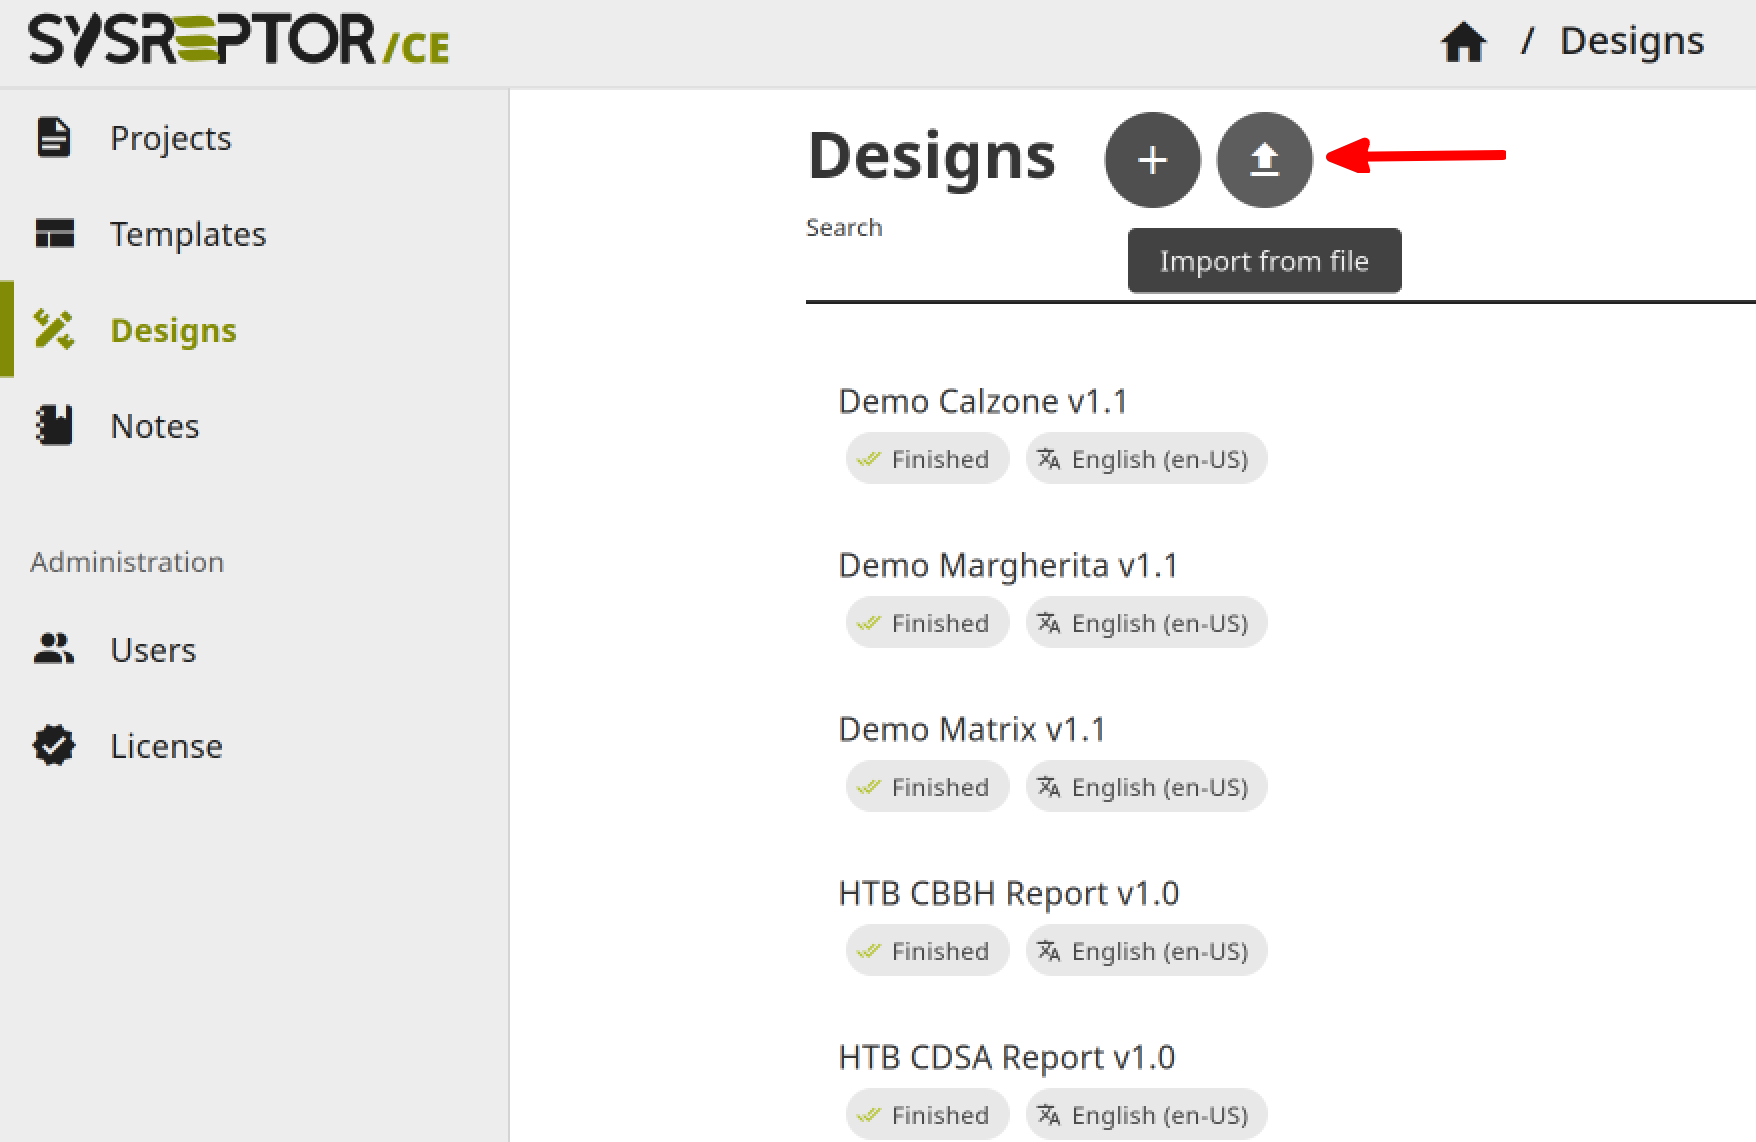 SYSREPTOR/CE
/ Designs
Projects
Templates
Designs
Notes
Administration
Users
License
Designs
Search
Import from file
Demo Calzone v1.1
Finished
English (en-US)
Demo Margherita v1.1
Finished
English (en-US)
Demo Matrix v1.1
Finished
English (en-US)
HTB CBBH Report v1.0
Finished
English (en-US)
HTB CDSA Report v1.0
Finished
English (en-US)